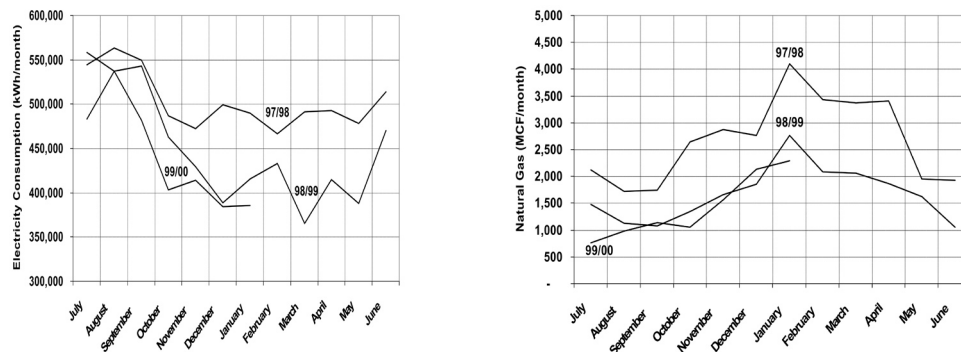 Electricity Consumption (kWh/month)
600,000
550,000
500,000
450,000
400,000
350,000
300,000
97/98
99/00
98/99
July
August
September
October
November
December
January
February
March
April
May
June
Natural Gas (MCF/month)
5,000
4,500
4,000
3,500
3,000
2,500
2,000
1,500
1,000
500
-
97/98
98/99
99/00
July
August
September
October
November
December
January
February
March
April
May
June